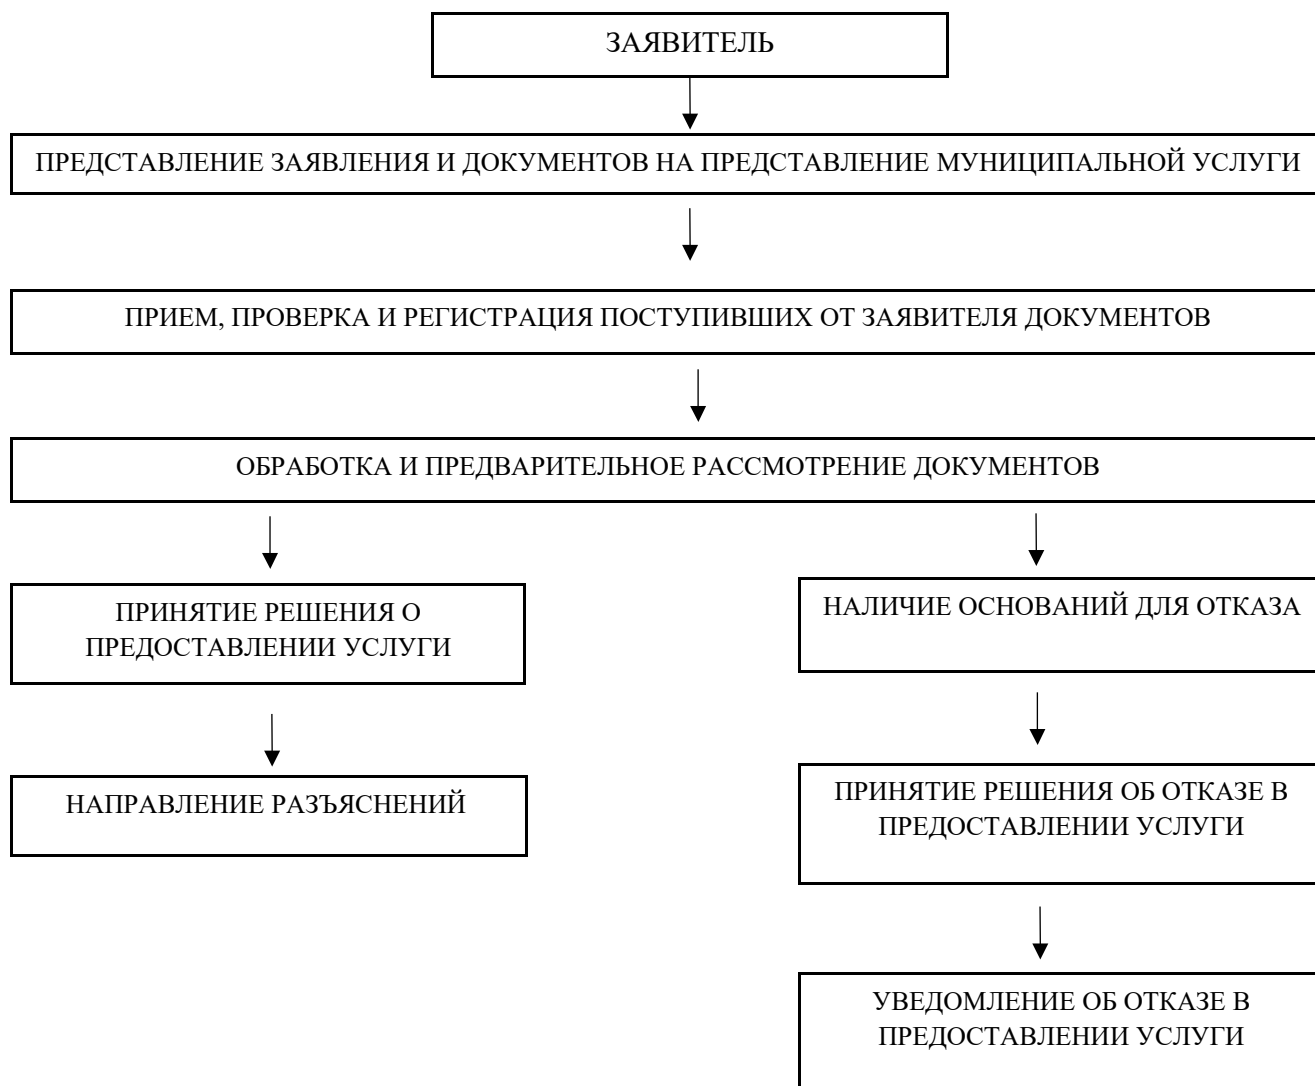 ЗАЯВИТЕЛЬ
ПРЕДСТАВЛЕНИЕ ЗАЯВЛЕНИЯ И ДОКУМЕНТОВ НА ПРЕДСТАВЛЕНИЕ МУНИЦИПАЛЬНОЙ УСЛУГИ
ПРИЕМ, ПРОВЕРКА И РЕГИСТРАЦИЯ ПОСТУПИВШИХ ОТ ЗАЯВИТЕЛЯ ДОКУМЕНТОВ
ОБРАБОТКА И ПРЕДВАРИТЕЛЬНОЕ РАССМОТРЕНИЕ ДОКУМЕНТОВ
ПРИНЯТИЕ РЕШЕНИЯ О
ПРЕДОСТАВЛЕНИИ УСЛУГИ
НАПРАВЛЕНИЕ РАЗЪЯСНЕНИЙ
НАЛИЧИЕ ОСНОВАНИЙ ДЛЯ ОТКАЗА
ПРИНЯТИЕ РЕШЕНИЯ ОБ ОТКАЗЕ В
ПРЕДОСТАВЛЕНИИ УСЛУГИ
УВЕДОМЛЕНИЕ ОБ ОТКАЗЕ В
ПРЕДОСТАВЛЕНИИ УСЛУГИ